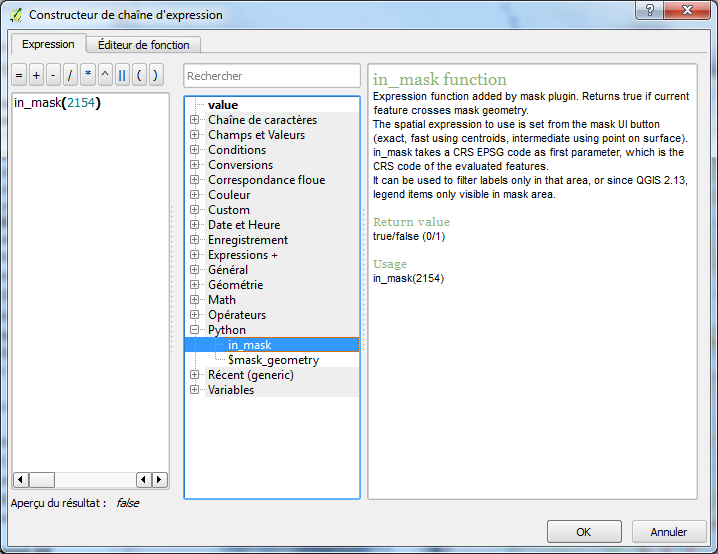 Constructeur de chaîne d'expression
Expression
Éditeur de fonction
= + - / * ^ || ( )
in_mask(2154)
Aperçu du résultat : false
Rechercher
value
Chaîne de caractères
Champs et Valeurs
Conditions
Conversions
Correspondance floue
Couleur
Custom
Date et Heure
Enregistrement
Expressions +
Général
Géométrie
Math
Opérateurs
Python
in_mask
$mask_geometry
Récent (generic)
Variables
in_mask function
Expression function added by mask plugin. Returns true if current
feature crosses mask geometry.
The spatial expression to use is set from the mask UI button
(exact, fast using centroids, intermediate using point on surface).
in_mask takes a CRS EPSG code as first parameter, which is the
CRS code of the evaluated features.
It can be used to filter labels only in that area, or since QGIS 2.13,
legend items only visible in mask area.
Return value
true/false (0/1)
Usage
in_mask(2154)
OK
Annuler